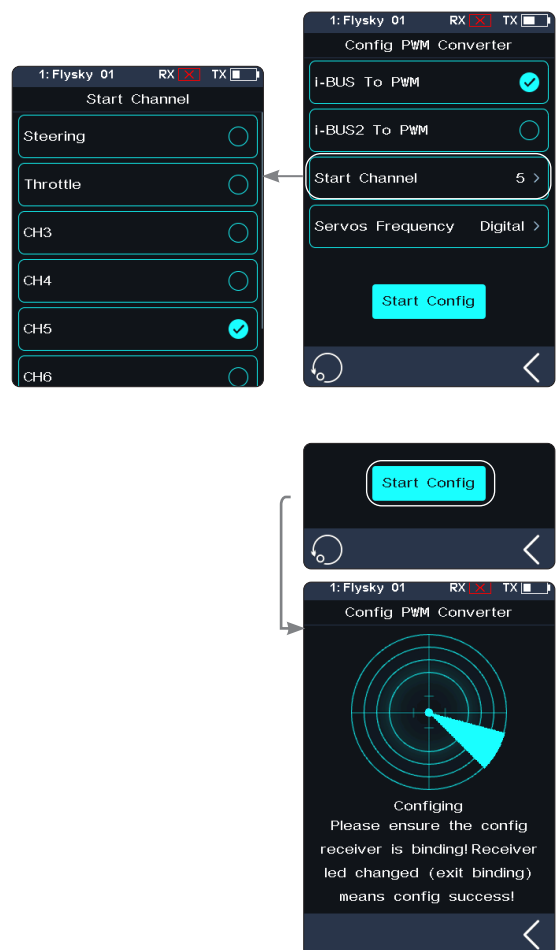 1: Flysky 01 RX TX
Start Channel
Steering
Throttle
CH3
CH4
CH5
CH6
1: Flysky 01 RX TX
Config PWM Converter
i-BUS To PWM
i-BUS2 To PWM
Start Channel 5 >
Servos Frequency Digital >
Start Config
Start Config
1: Flysky 01 RX TX
Config PWM Converter
Configing
Please ensure the config
receiver is binding!Receiver
led changed (exit binding)
means config success!